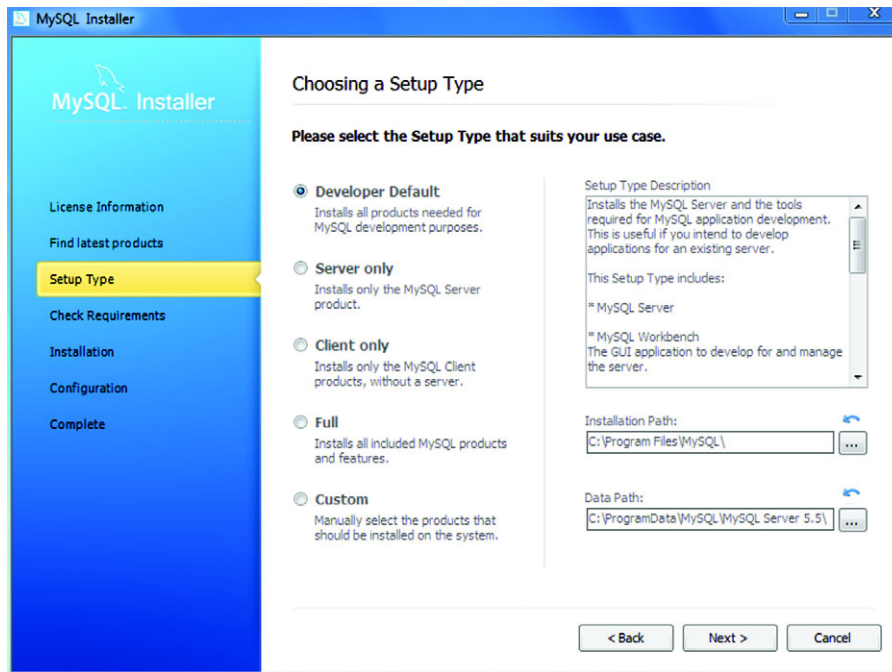 MySQL Installer
MySQL. Installer
License Information
Find latest products
Setup Type
Check Requirements
Installation
Configuration
Complete
Choosing a Setup Type
Please select the Setup Type that suits your use case.
Developer Default
Installs all products needed for
MySQL development purposes.
Server only
Installs only the MySQL Server
product.
Client only
Installs only the MySQL Client
products, without a server.
Full
Installs all included MySQL products
and features.
Custom
Manually select the products that
should be installed on the system.
Setup Type Description
Installs the MySQL Server and the tools
required for MySQL application development.
This is useful if you intend to develop
applications for an existing server.
This Setup Type includes:
* MySQL Server
* MySQL Workbench
The GUI application to develop for and manage
the server.
Installation Path:
C:\Program Files\MySQL\
...
Data Path:
C:\ProgramData\MySQL\MySQL Server 5.5\
...
< Back
Next >
Cancel